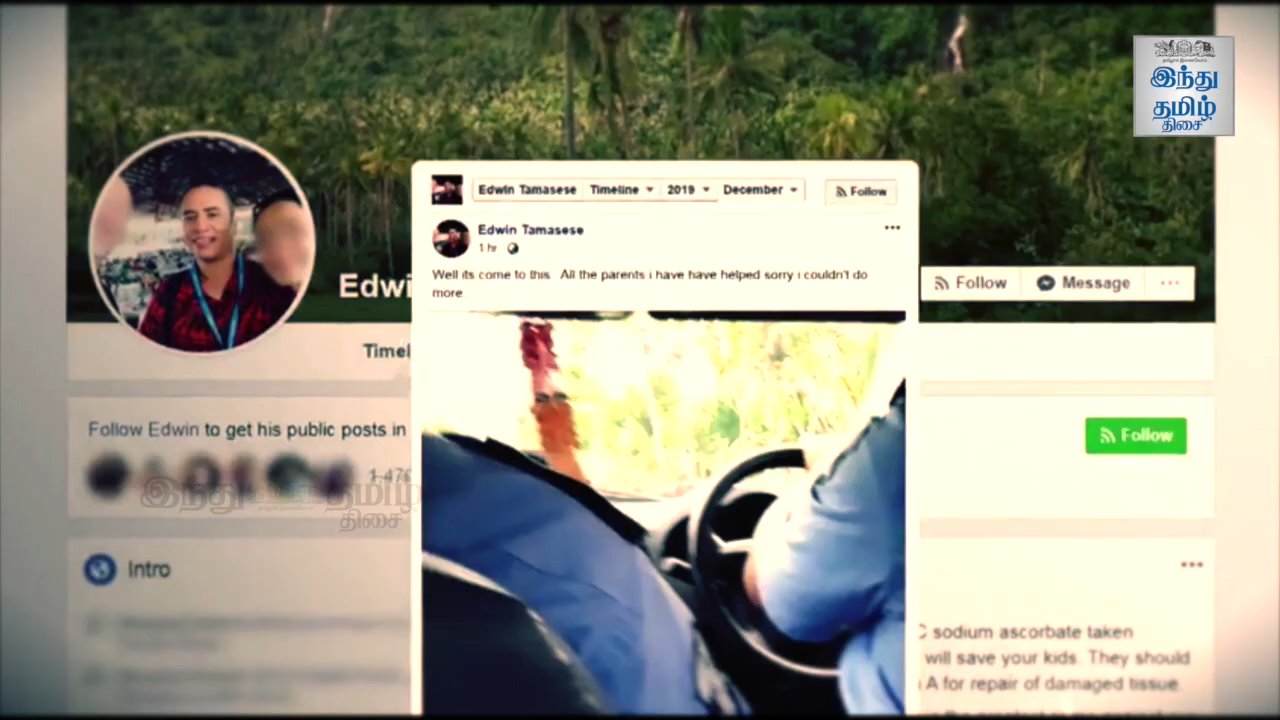 இந்து
தமிழ்
திசை
Edwin Tamasese Timeline 2019 December Follow
Edwin Tamasese
1 hr
Well its come to this All the parents i have have helped sorry i couldn't do
more
Edwi
Follow Message
Timel
Follow Edwin to get his public posts in
Follow
இந்து தமிழ்
திசை
Intro
C sodium ascorbate taken
will save your kids. They should
A for repair of damaged tissue.